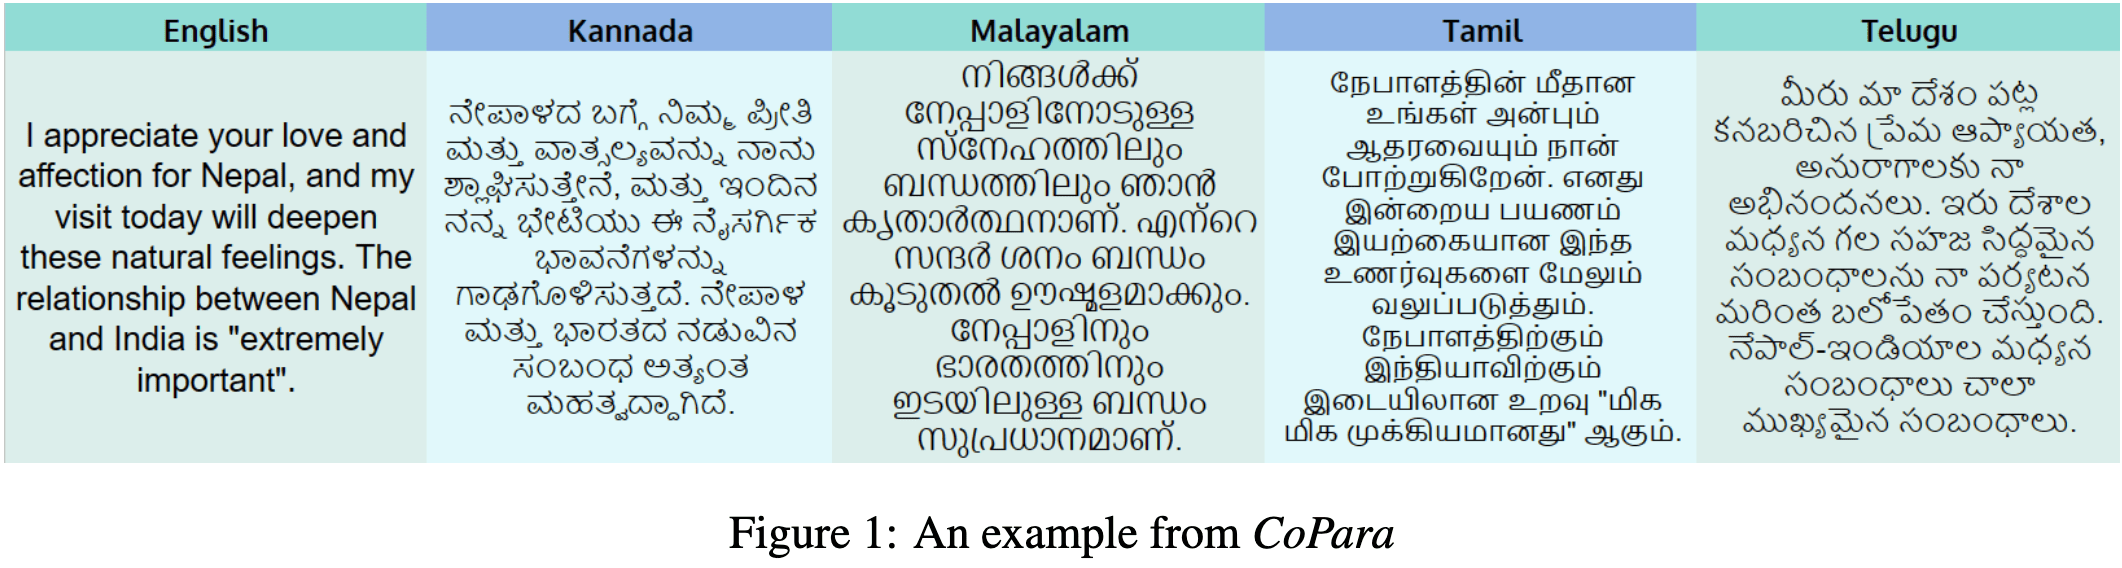 English
I appreciate your love and
affection for Nepal, and my
visit today will deepen
these natural feelings. The
relationship between Nepal
and India is "extremely
important".
Kannada
ನೇಪಾಳದ ಬಗ್ಗೆ ನಿಮ್ಮ ಪ್ರೀತಿ
ಮತ್ತು ವಾತ್ಸಲ್ಯವನ್ನು ನಾನು
ಶ್ಲಾಘಿಸುತ್ತೇನೆ, ಮತ್ತು ಇಂದಿನ
ನನ್ನ ಭೇಟಿಯು ಈ ನೈಸರ್ಗಿಕ
ಭಾವನೆಗಳನ್ನು
ಗಾಢಗೊಳಿಸುತ್ತದೆ. ನೇಪಾಳ
ಮತ್ತು ಭಾರತದ ನಡುವಿನ
ಸಂಬಂಧ ಅತ್ಯಂತ
ಮಹತ್ವದ್ದಾಗಿದೆ.
Malayalam
നിങ്ങൾക്ക്
നേപ്പാളിനോടുള്ള
സ്നേഹത്തിലും
ബന്ധത്തിലും ഞാൻ
കൃതാർത്ഥനാണ്. എന്റെ
സന്ദർ ശനം ബന്ധം
കൂടുതൽ ഊഷ്മളമാക്കും.
നേപ്പാളിനും
ഭാരതത്തിനും
ഇടയിലുള്ള ബന്ധം
സുപ്രധാനമാണ്.
Tamil
நேபாளத்தின் மீதான
உங்கள் அன்பும்
ஆதரவையும் நான்
போற்றுகிறேன். எனது
இன்றைய பயணம்
இயற்கையான இந்த
உணர்வுகளை மேலும்
வலுப்படுத்தும்.
நேபாளத்திற்கும்
இந்தியாவிற்கும்
இடையிலான உறவு "மிக
மிக முக்கியமானது" ஆகும்.
Telugu
మీరు మా దేశం పట్ల
కనబరిచిన ప్రేమ ఆప్యాయత,
అనురాగాలకు నా
అభినందనలు. ఇరు దేశాల
మధ్యన గల సహజ సిద్ధమైన
సంబంధాలను నా పర్యటన
మరింత బలోపేతం చేస్తుంది.
నేపాల్-ఇండియాల మధ్యన
సంబంధాలు చాలా
ముఖ్యమైన సంబంధాలు.
Figure 1: An example from CoPara